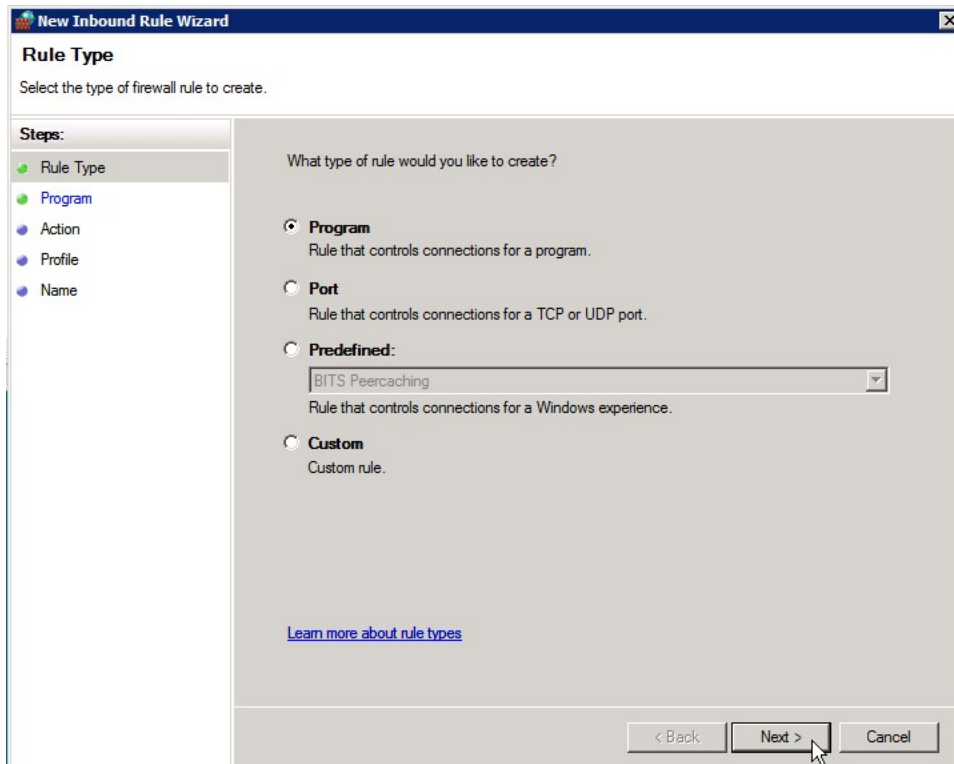 New Inbound Rule Wizard
Rule Type
Select the type of firewall rule to create.
Steps:
Rule Type
Program
Action
Profile
Name
What type of rule would you like to create?
Program
Rule that controls connections for a program.
Port
Rule that controls connections for a TCP or UDP port.
Predefined:
BITS Peercaching
Rule that controls connections for a Windows experience.
Custom
Custom rule.
Learn more about rule types
< Back
Next >
Cancel